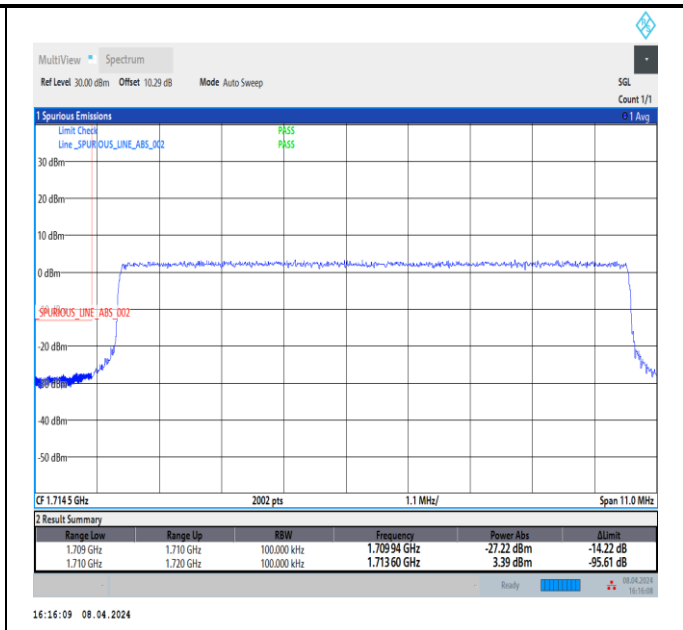 MultiView Spectrum
Ref Level 30.00 dBm Offset 10.29 dB Mode Auto Sweep SGL
Count 1/1
1 Spurious Emissions 1 Avg
Limit Check PASS
Line _SPURIOUS_LINE_ABS_002 PASS
30 dBm
20 dBm
10 dBm
0 dBm
_SPURIOUS_LINE_ABS_002
-20 dBm
-30 dBm
-40 dBm
-50 dBm
CF 1.714 5 GHz 2002 pts 1.1 MHz/ Span 11.0 MHz
2 Result Summary
Range Low Range Up RBW Frequency Power Abs ΔLimit
1.709 GHz 1.710 GHz 100.000 kHz 1.709 94 GHz -27.22 dBm -14.22 dB
1.710 GHz 1.720 GHz 100.000 kHz 1.713 60 GHz 3.39 dBm -95.61 dB
Ready 08.04.2024
16:16:08
16:16:09 08.04.2024